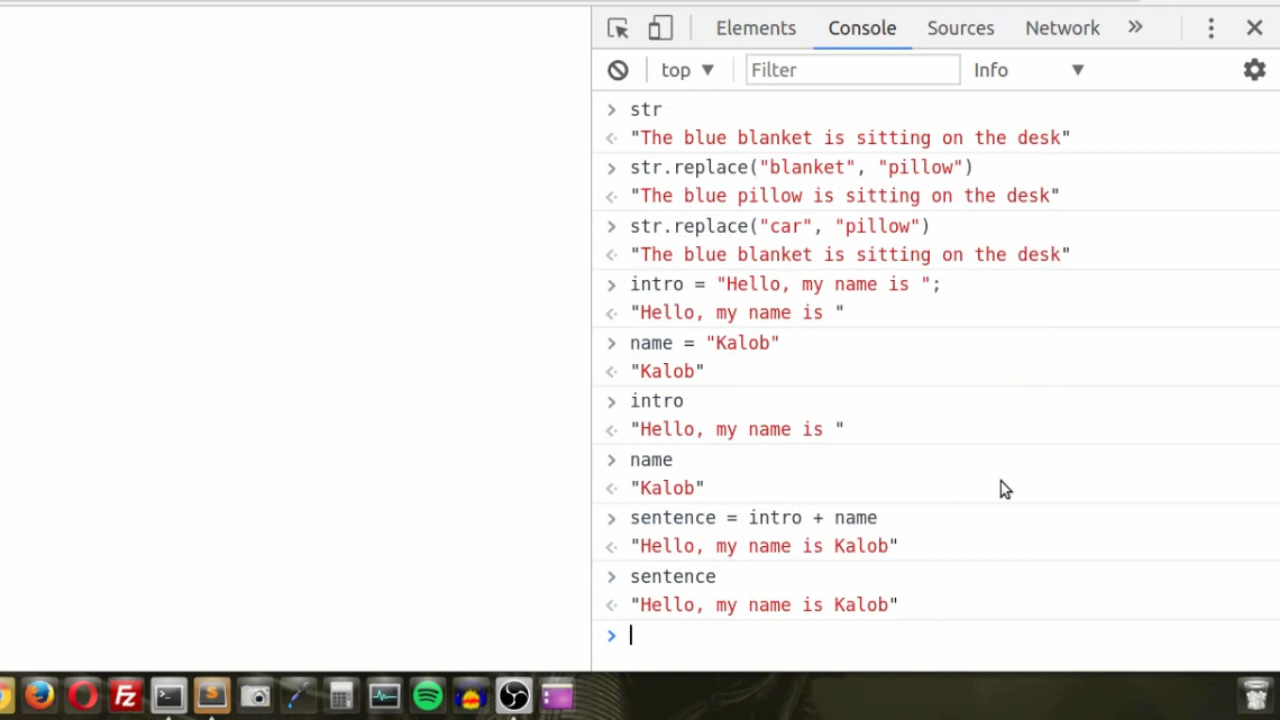 Elements Console Sources Network »
top ▼ Filter Info ▼
> str
"The blue blanket is sitting on the desk"
> str.replace("blanket", "pillow")
"The blue pillow is sitting on the desk"
> str.replace("car", "pillow")
"The blue blanket is sitting on the desk"
> intro = "Hello, my name is ";
"Hello, my name is "
> name = "Kalob"
"Kalob"
> intro
"Hello, my name is "
> name
"Kalob"
> sentence = intro + name
"Hello, my name is Kalob"
> sentence
"Hello, my name is Kalob"
>
Fz